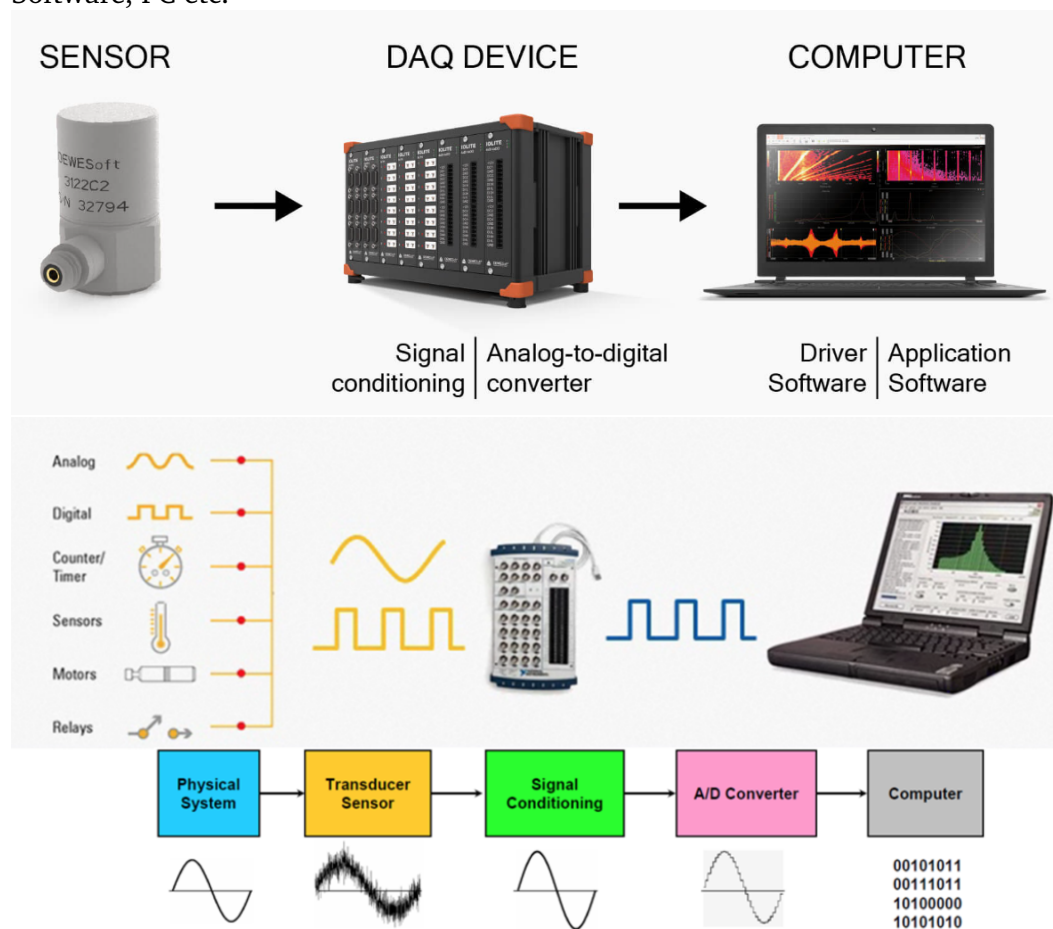 Software, PC etc.
SENSOR
DAQ DEVICE
COMPUTER
DEWESoft
3122C2
32794
IOLITE
Signal
conditioning
Analog-to-digital
converter
Driver
Software
Application
Software
Analog
Digital
Counter/
Timer
Sensors
Motors
Relays
Physical
System
Transducer
Sensor
Signal
Conditioning
A/D Converter
Computer
00101011
00111011
10100000
10101010